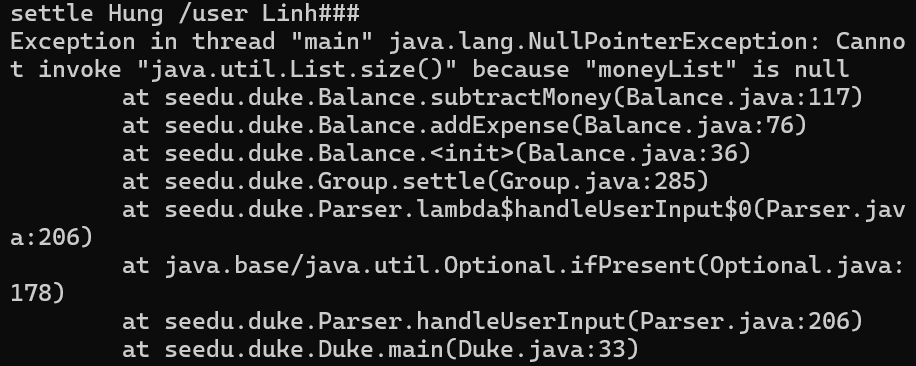 settle Hung /user Linh###
Exception in thread "main" java.lang.NullPointerException: Canno
t invoke "java.util.List.size()" because "moneyList" is null
        at seedu.duke.Balance.subtractMoney(Balance.java:117)
        at seedu.duke.Balance.addExpense(Balance.java:76)
        at seedu.duke.Balance.<init>(Balance.java:36)
        at seedu.duke.Group.settle(Group.java:285)
        at seedu.duke.Parser.lambda$handleUserInput$0(Parser.jav
a:206)
        at java.base/java.util.Optional.ifPresent(Optional.java:
178)
        at seedu.duke.Parser.handleUserInput(Parser.java:206)
        at seedu.duke.Duke.main(Duke.java:33)